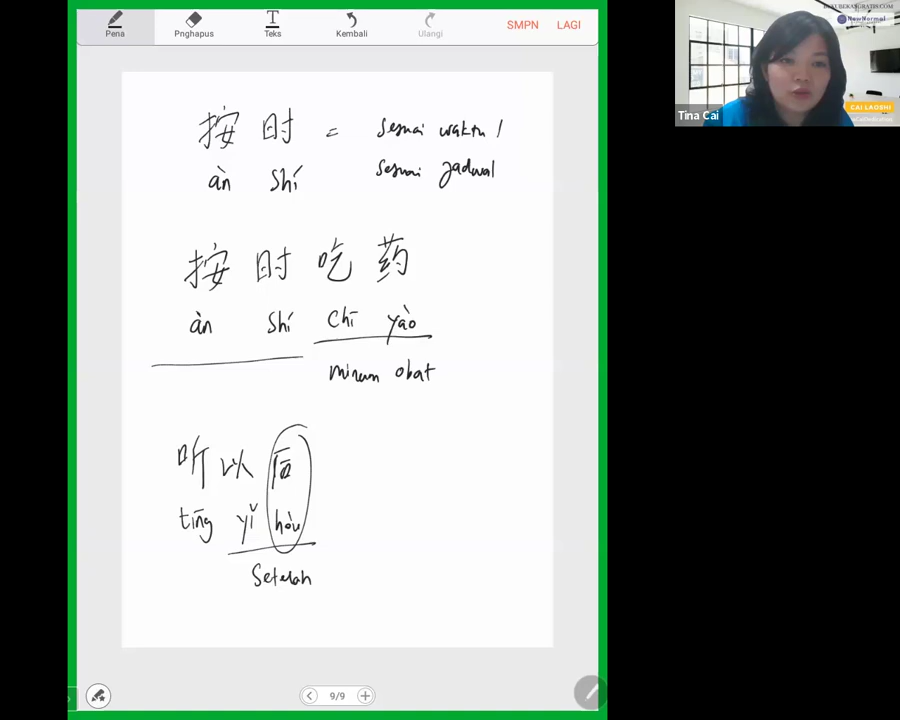 Pena
Pnghapus
Teks
Kembali
Ulangi
SMPN
LAGI
按时 = sesuai waktu /
àn shí sesuai jadwal
按时吃药
àn shí chī yào
minum obat
听以后
tīng yǐ hòu
Setelah
9/9
NewNormal
CAI LAOSHI
Tina Cai